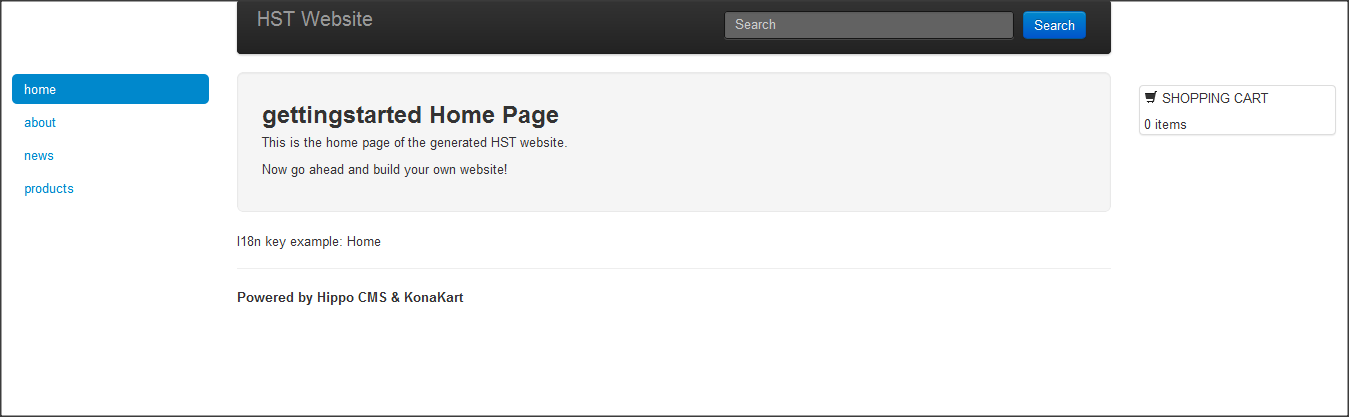 HST Website
Search
Search
home
about
news
products
gettingstarted Home Page
This is the home page of the generated HST website.
Now go ahead and build your own website!
SHOPPING CART
0 items
I18n key example: Home
Powered by Hippo CMS & KonaKart